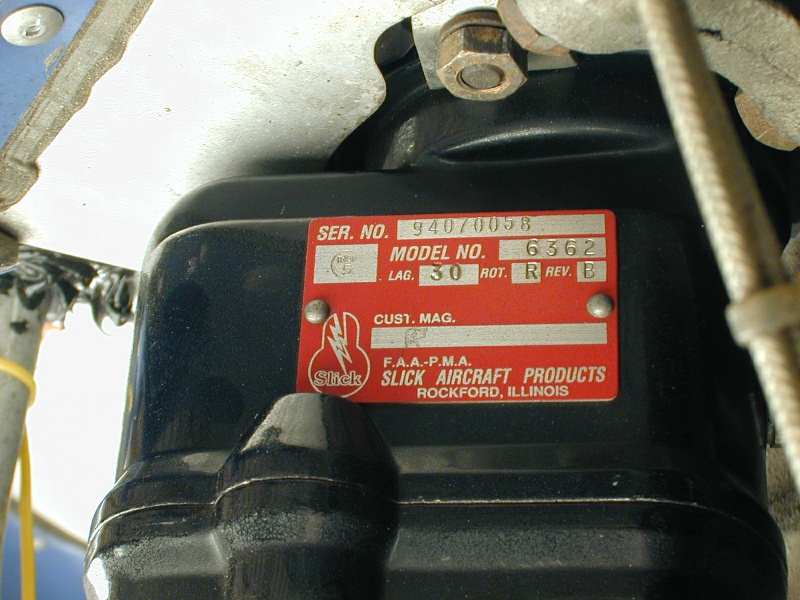 SER. NO. 94070058
MODEL NO. 6362
LAG. 30 ROT. R REV. B
CUST. MAG.
F.A.A.-P.M.A.
Slick SLICK AIRCRAFT PRODUCTS
ROCKFORD, ILLINOIS